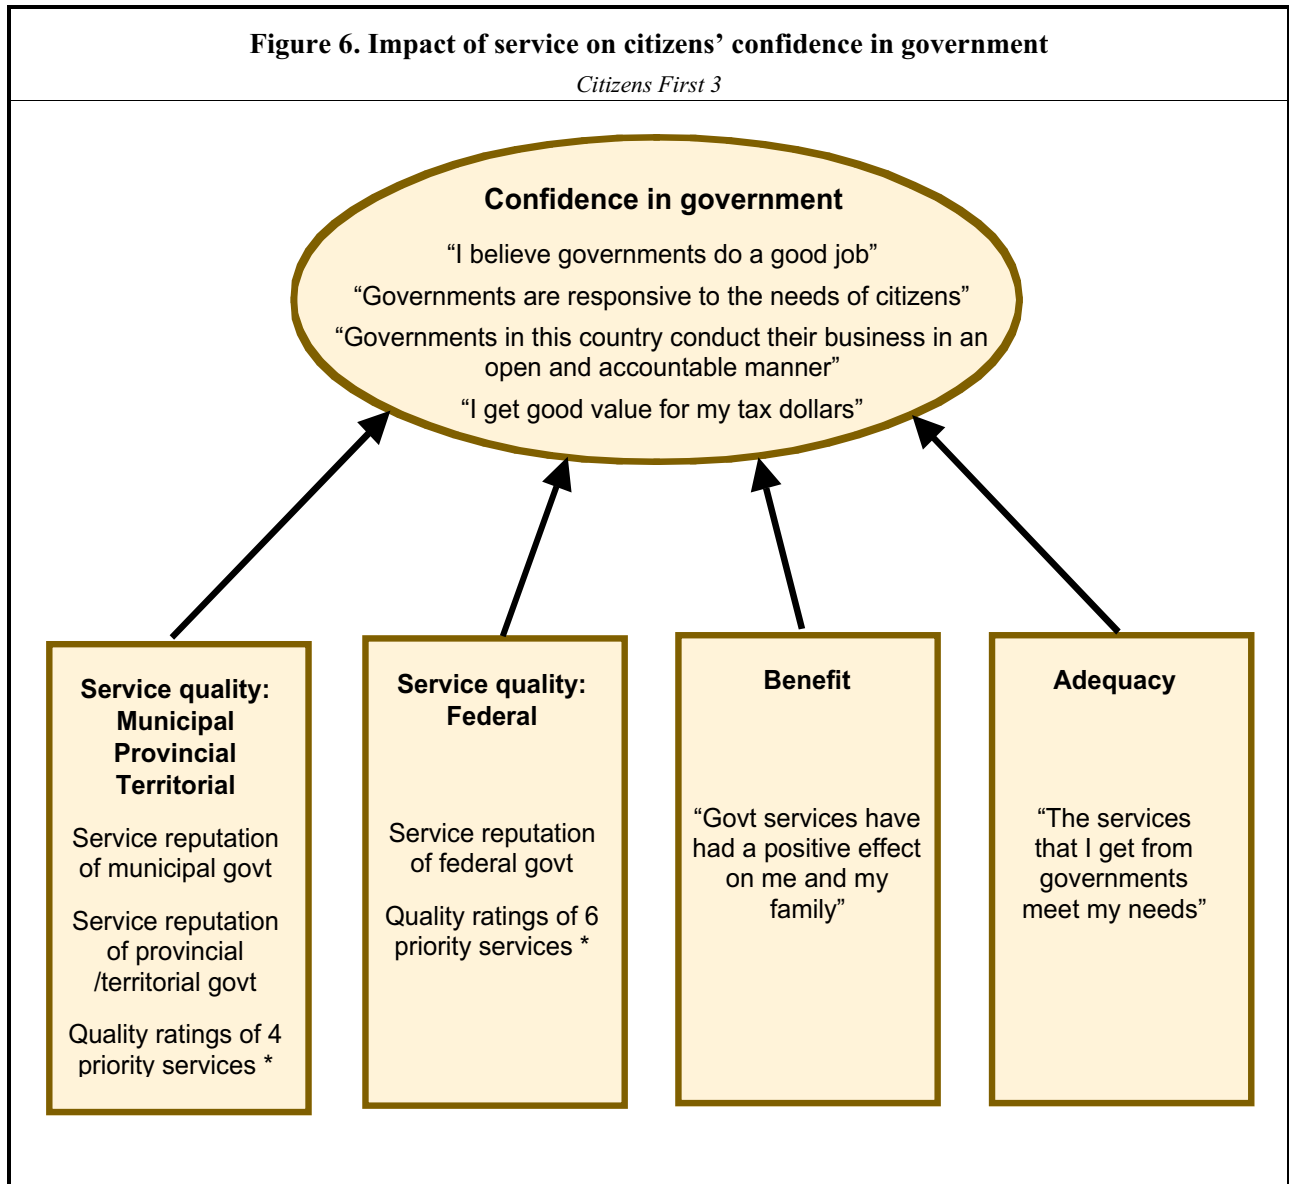 Figure 6. Impact of service on citizens’ confidence in government
Citizens First 3
Confidence in government
“I believe governments do a good job”
“Governments are responsive to the needs of citizens”
“Governments in this country conduct their business in an
open and accountable manner”
“I get good value for my tax dollars”
Service quality:
Municipal
Provincial
Territorial
Service reputation
of municipal govt
Service reputation
of provincial
/territorial govt
Quality ratings of 4
priority services *
Service quality:
Federal
Service reputation
of federal govt
Quality ratings of 6
priority services *
Benefit
“Govt services have
had a positive effect
on me and my
family”
Adequacy
“The services
that I get from
governments
meet my needs”